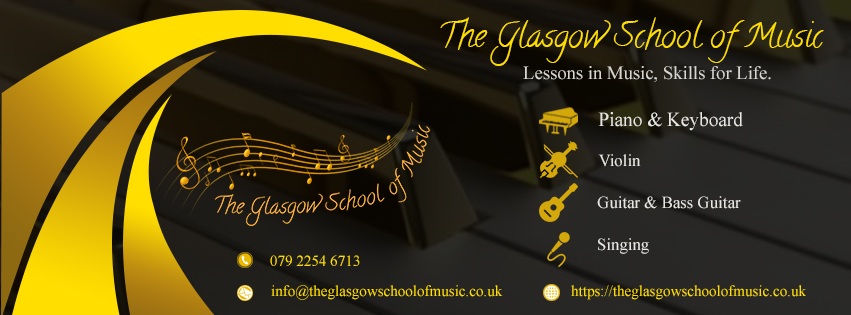 The Glasgow School of Music
Lessons in Music, Skills for Life.
Piano & Keyboard
Violin
Guitar & Bass Guitar
Singing
The Glasgow School of Music
079 2254 6713
info@theglasgowschoolofmusic.co.uk
https://theglasgowschoolofmusic.co.uk